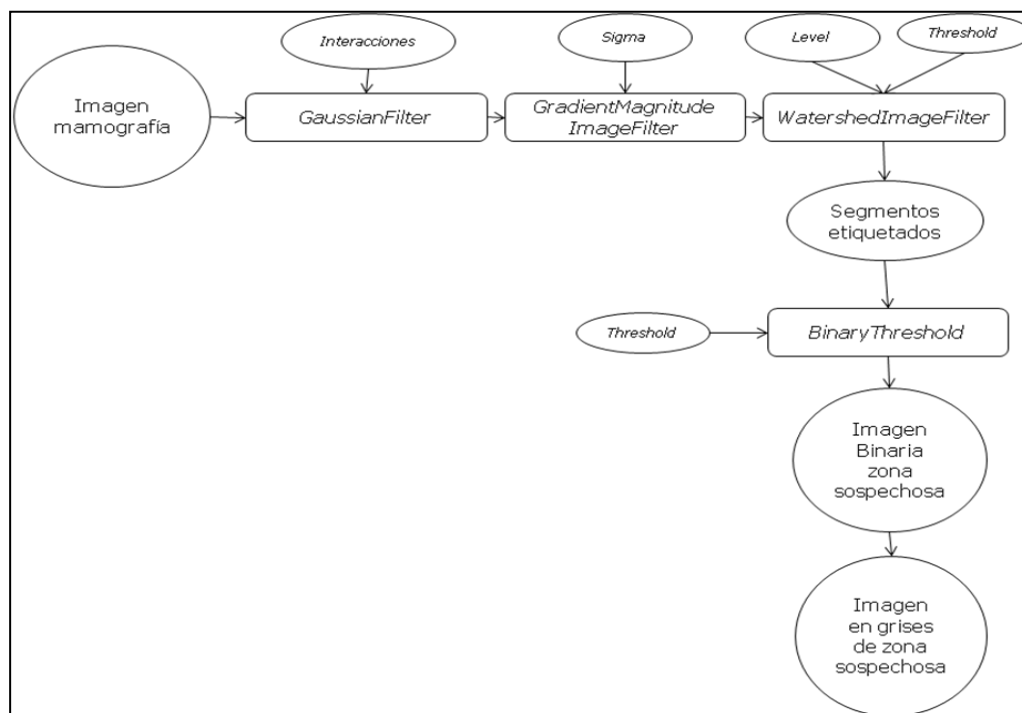 Interacciones
Sigma
Level
Threshold
Imagen
mamografía
GaussianFilter
GradientMagnitude
ImageFilter
WatershedImageFilter
Segmentos
etiquetados
Threshold
BinaryThreshold
Imagen
Binaria
zona
sospechosa
Imagen
en grises
de zona
sospechosa